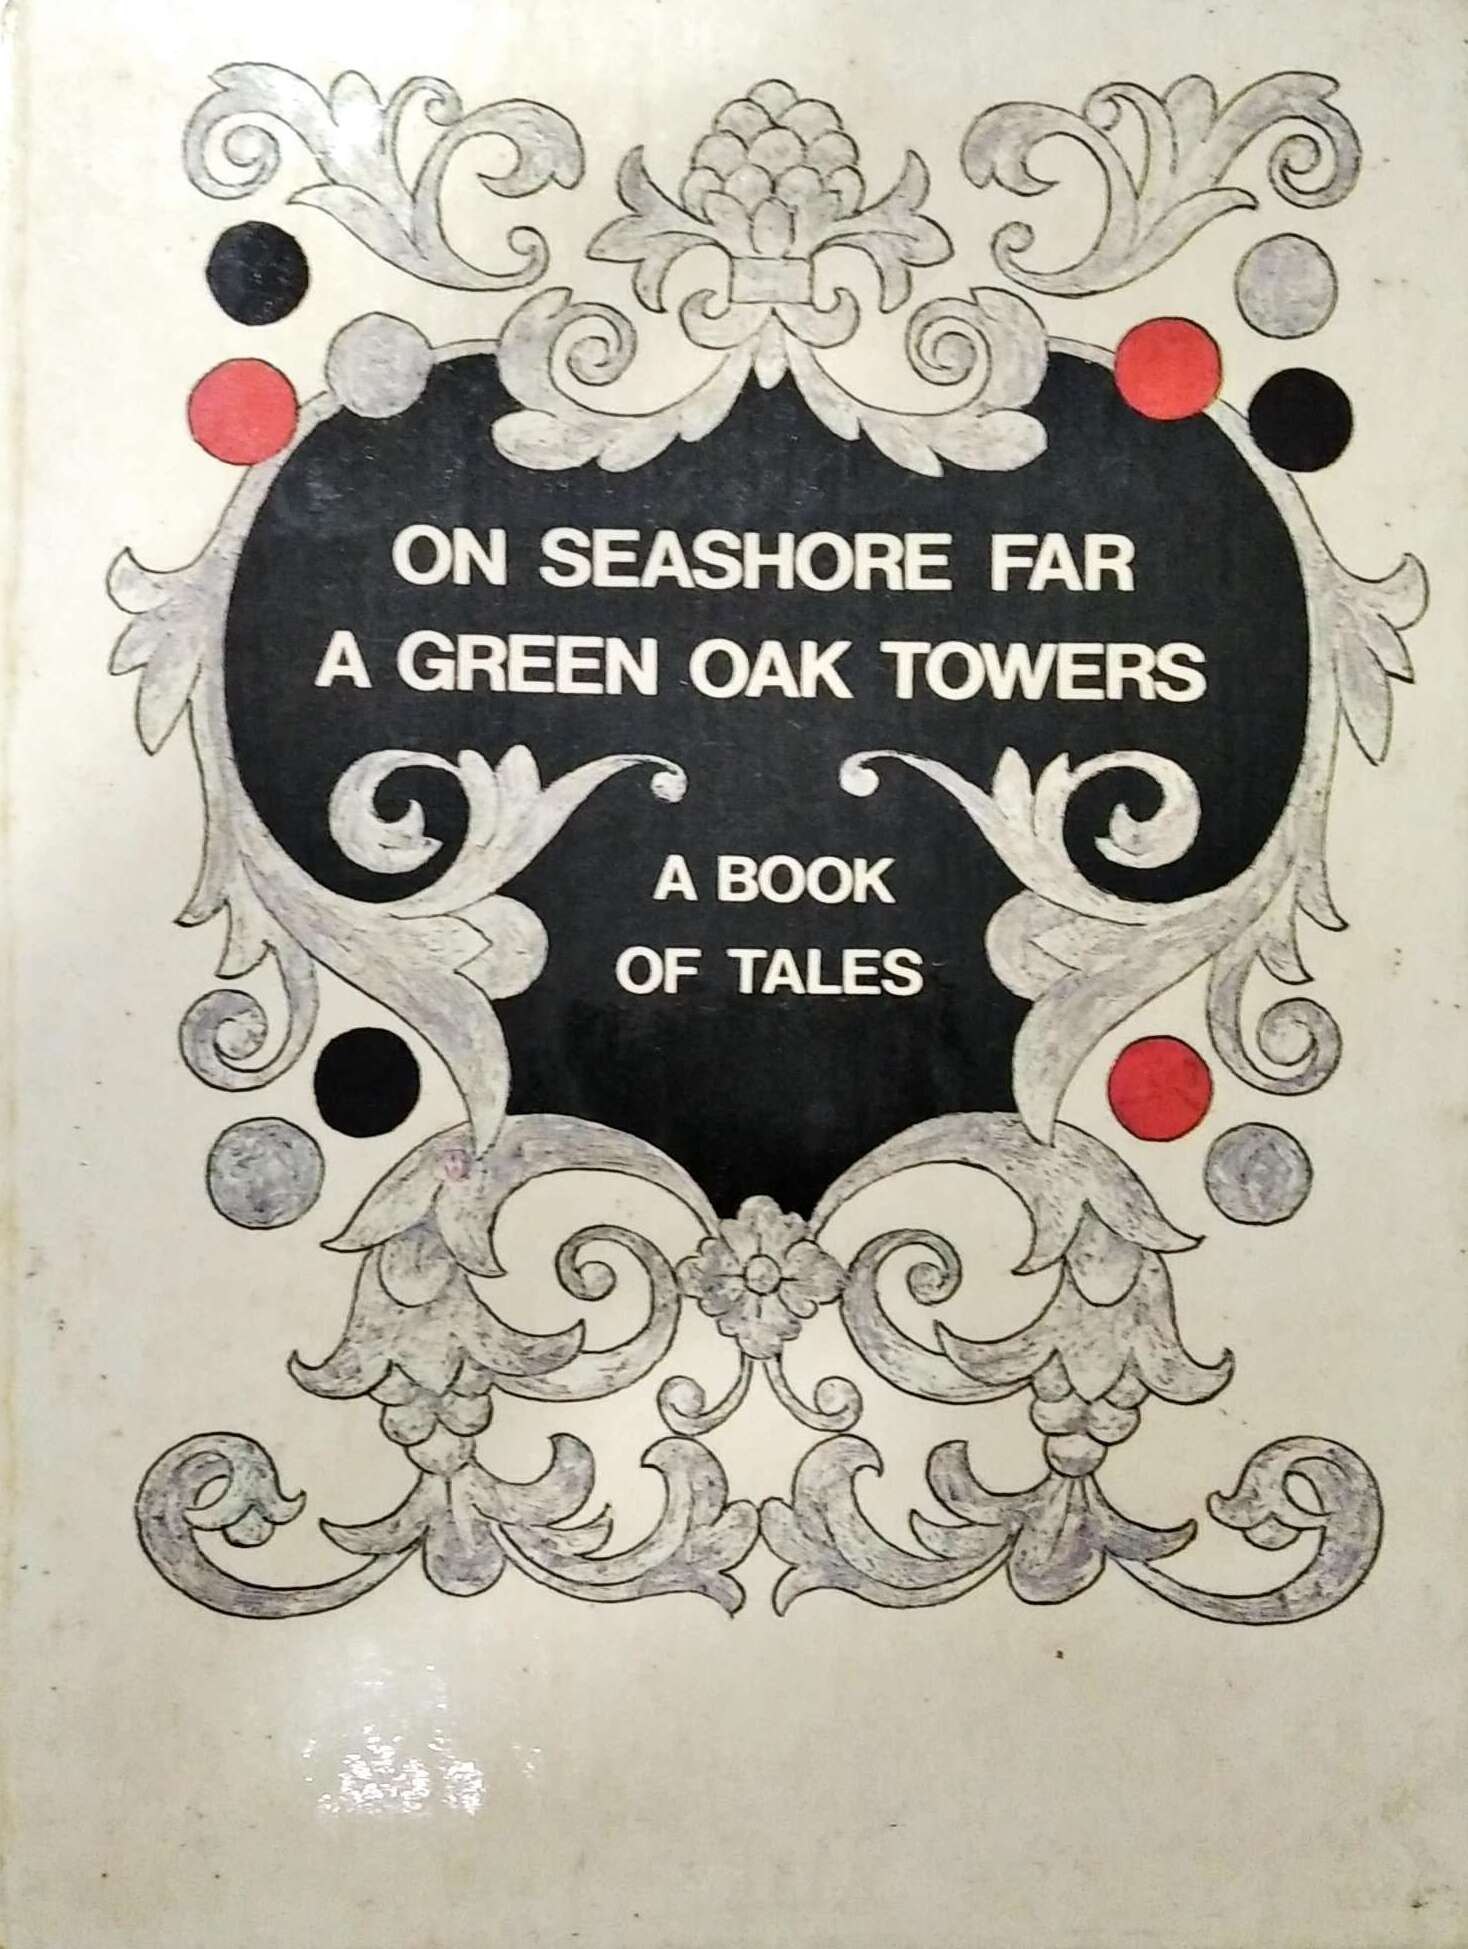 ON SEASHORE FAR
A GREEN OAK TOWERS
A BOOK
OF TALES